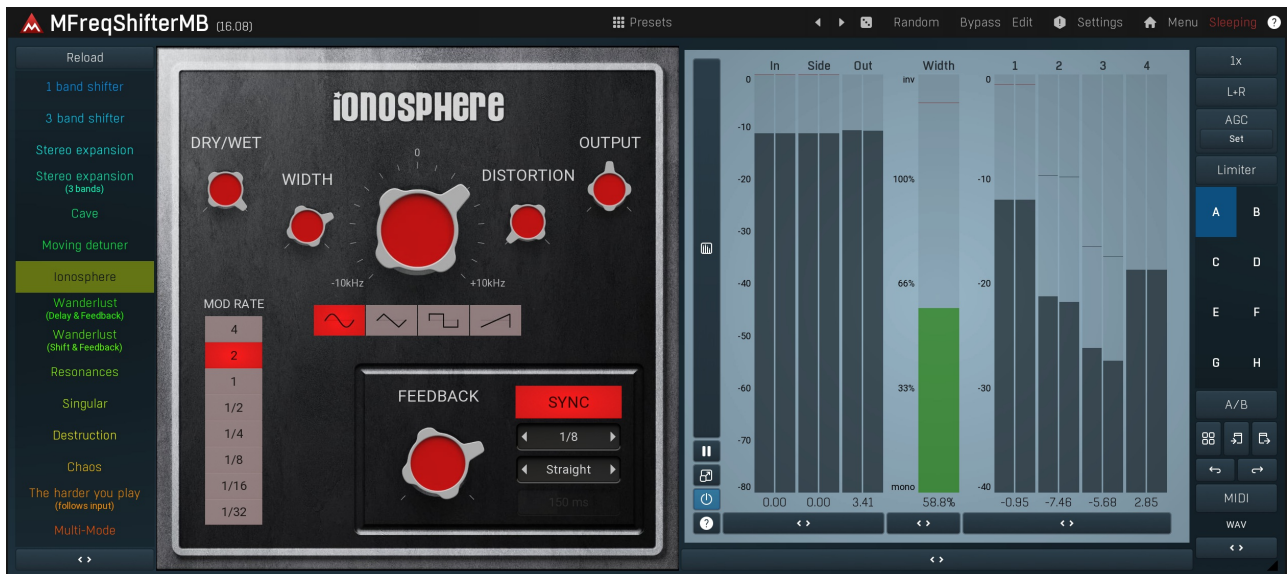 MFreqShifterMB (16.08)
Presets
Random
Bypass
Edit
Settings
Menu
Sleeping
?
Reload
1 band shifter
3 band shifter
Stereo expansion
Stereo expansion
(3 bands)
Cave
Moving detuner
Ionosphere
Wanderlust
(Delay & Feedback)
Wanderlust
(Shift & Feedback)
Resonances
Singular
Destruction
Chaos
The harder you play
(follows input)
Multi-Mode
ionosphere
DRY/WET
WIDTH
0
DISTORTION
OUTPUT
-10kHz
+10kHz
MOD RATE
4
2
1
1/2
1/4
1/8
1/16
1/32
FEEDBACK
SYNC
1/8
Straight
150 ms
In Side Out
0
-10
-20
-30
-40
-50
-60
-70
-80
0.00 0.00 3.41
Width
inv
100%
66%
33%
mono
58.8%
1 2 3 4
0
-10
-20
-30
-40
-0.95 -7.46 -5.68 2.85
?
1x
L+R
AGC
Set
Limiter
A B
C D
E F
G H
A/B
MIDI
WAV